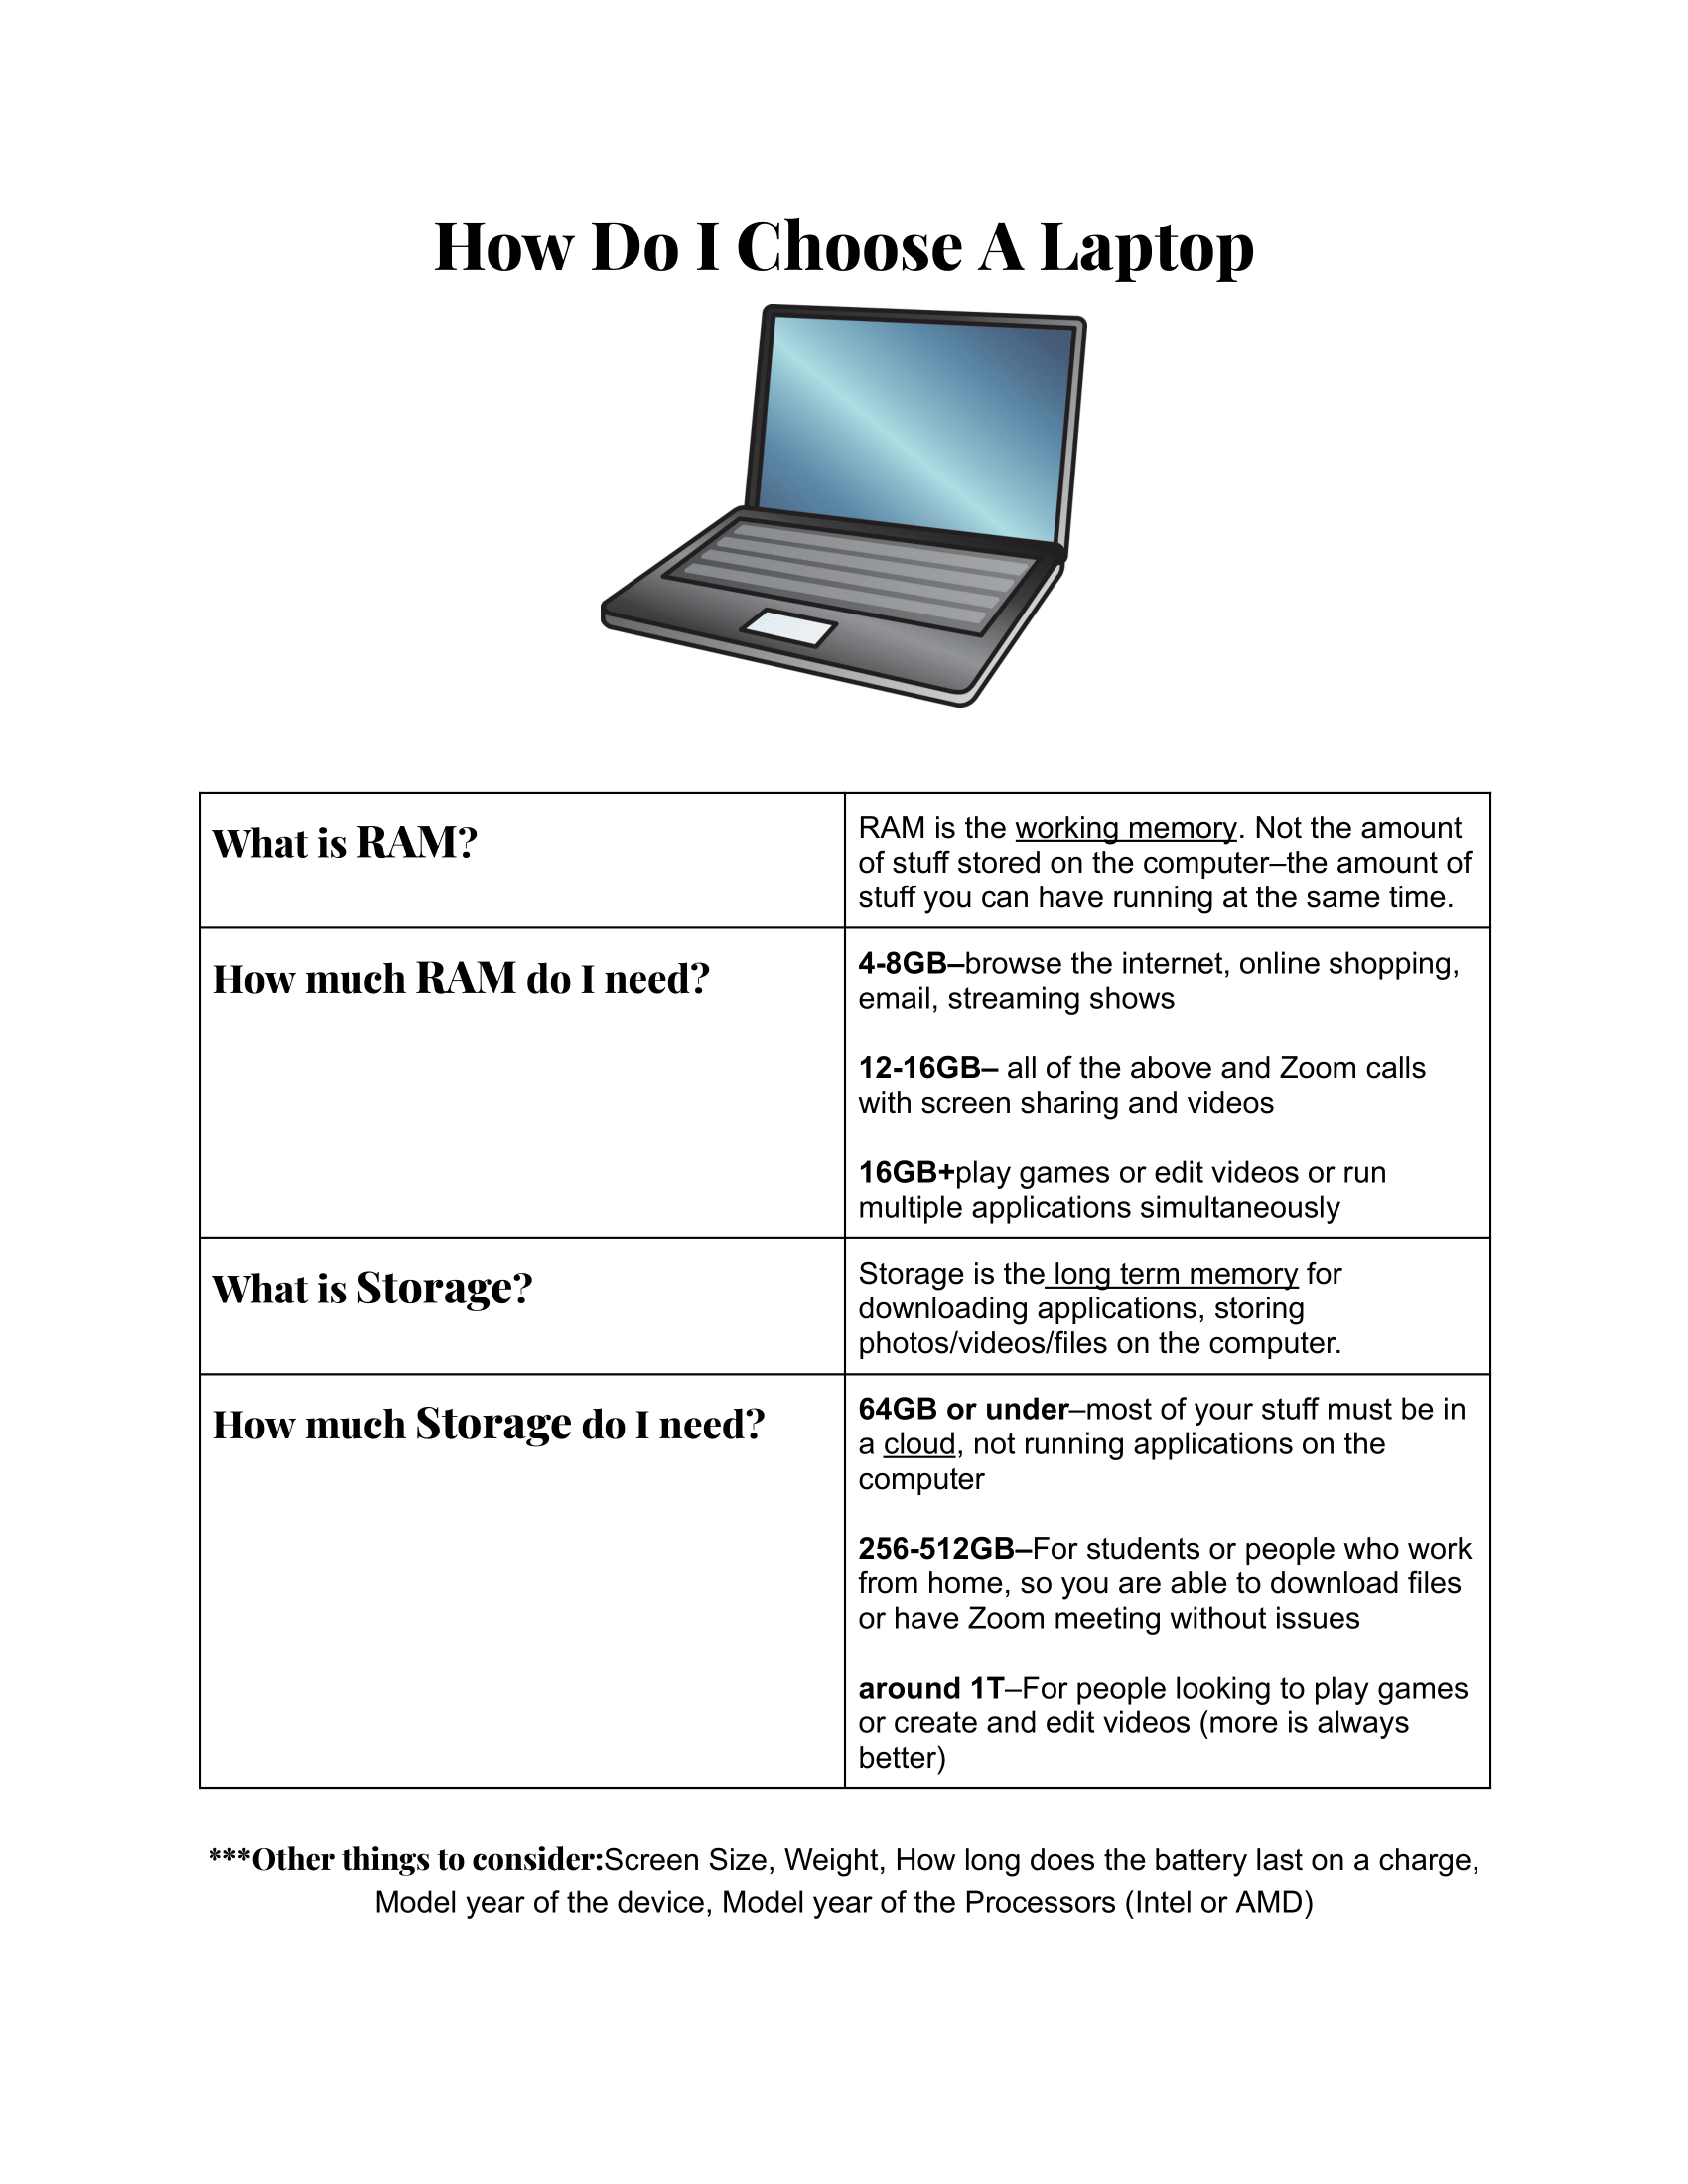 How Do I Choose A Laptop
What is RAM?
RAM is the working memory. Not the amount
of stuff stored on the computer–the amount of
stuff you can have running at the same time.
How much RAM do I need?
4-8GB–browse the internet, online shopping,
email, streaming shows
12-16GB– all of the above and Zoom calls
with screen sharing and videos
16GB+play games or edit videos or run
multiple applications simultaneously
What is Storage?
Storage is the long term memory for
downloading applications, storing
photos/videos/files on the computer.
How much Storage do I need?
64GB or under–most of your stuff must be in
a cloud, not running applications on the
computer
256-512GB–For students or people who work
from home, so you are able to download files
or have Zoom meeting without issues
around 1T–For people looking to play games
or create and edit videos (more is always
better)
***Other things to consider:Screen Size, Weight, How long does the battery last on a charge,
Model year of the device, Model year of the Processors (Intel or AMD)